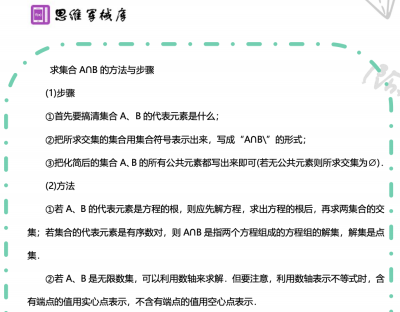 思维军械库
求集合 A∩B 的方法与步骤
(1)步骤
①首先要搞清集合 A、B 的代表元素是什么；
②把所求交集的集合用集合符号表示出来，写成“A∩B\”的形式；
③把化简后的集合 A、B 的所有公共元素都写出来即可(若无公共元素则所求交集为∅).
(2)方法
①若 A、B 的代表元素是方程的根，则应先解方程，求出方程的根后，再求两集合的交
集；若集合的代表元素是有序数对，则 A∩B 是指两个方程组成的方程组的解集，解集是点
集.
②若 A、B 是无限数集，可以利用数轴来求解．但要注意，利用数轴表示不等式时，含
有端点的值用实心点表示，不含有端点的值用空心点表示．